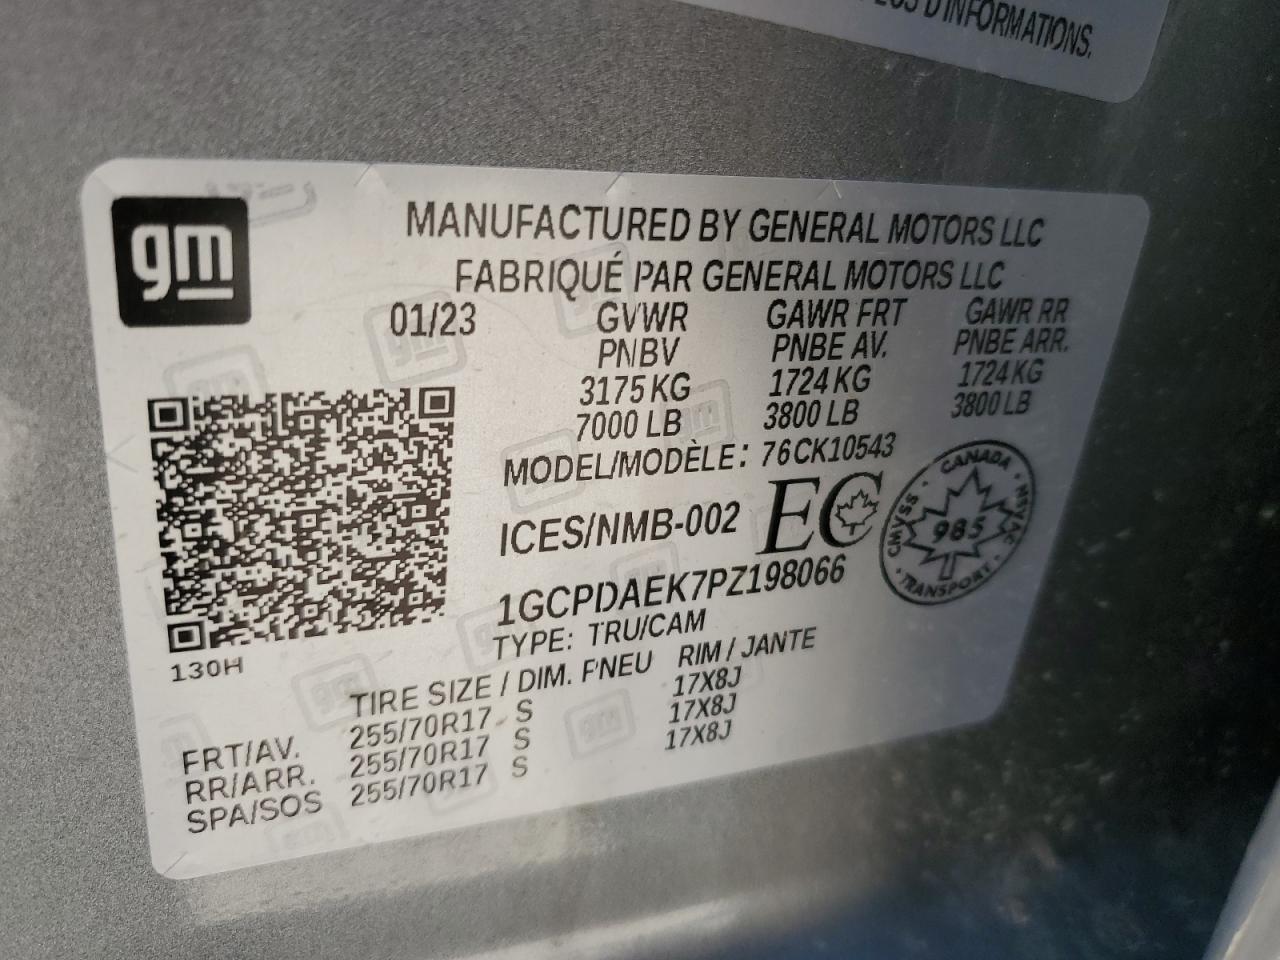 PLUS D'INFORMATIONS.
gm
MANUFACTURED BY GENERAL MOTORS LLC
FABRIQUÉ PAR GENERAL MOTORS LLC
01/23 GVWR GAWR FRT GAWR RR
PNBV PNBE AV. PNBE ARR.
3175 KG 1724 KG 1724 KG
7000 LB 3800 LB 3800 LB
MODEL/MODÈLE: 76CK10543
ICES/NMB-002 EC
CANADA
CMVSS 985 NSVAC
TRANSPORT
1GCPDAEK7PZ198066
TYPE: TRU/CAM
130H
TIRE SIZE / DIM. PNEU RIM / JANTE
FRT/AV. 255/70R17 S 17X8J
RR/ARR. 255/70R17 S 17X8J
SPA/SOS 255/70R17 S 17X8J